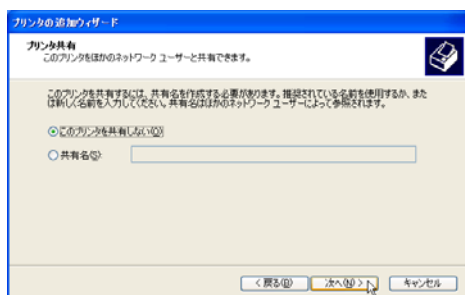 プリンタの追加ウィザード
プリンタ共有
このプリンタをほかのネットワーク ユーザーと共有できます。
このプリンタを共有するには、共有名を作成する必要があります。推奨されている名前を使用するか、また
は新しく名前を入力してください。共有名はほかのネットワーク ユーザーによって参照されます。
このプリンタを共有しない(O)
共有名(S):
< 戻る(B)
次へ(N) >
キャンセル